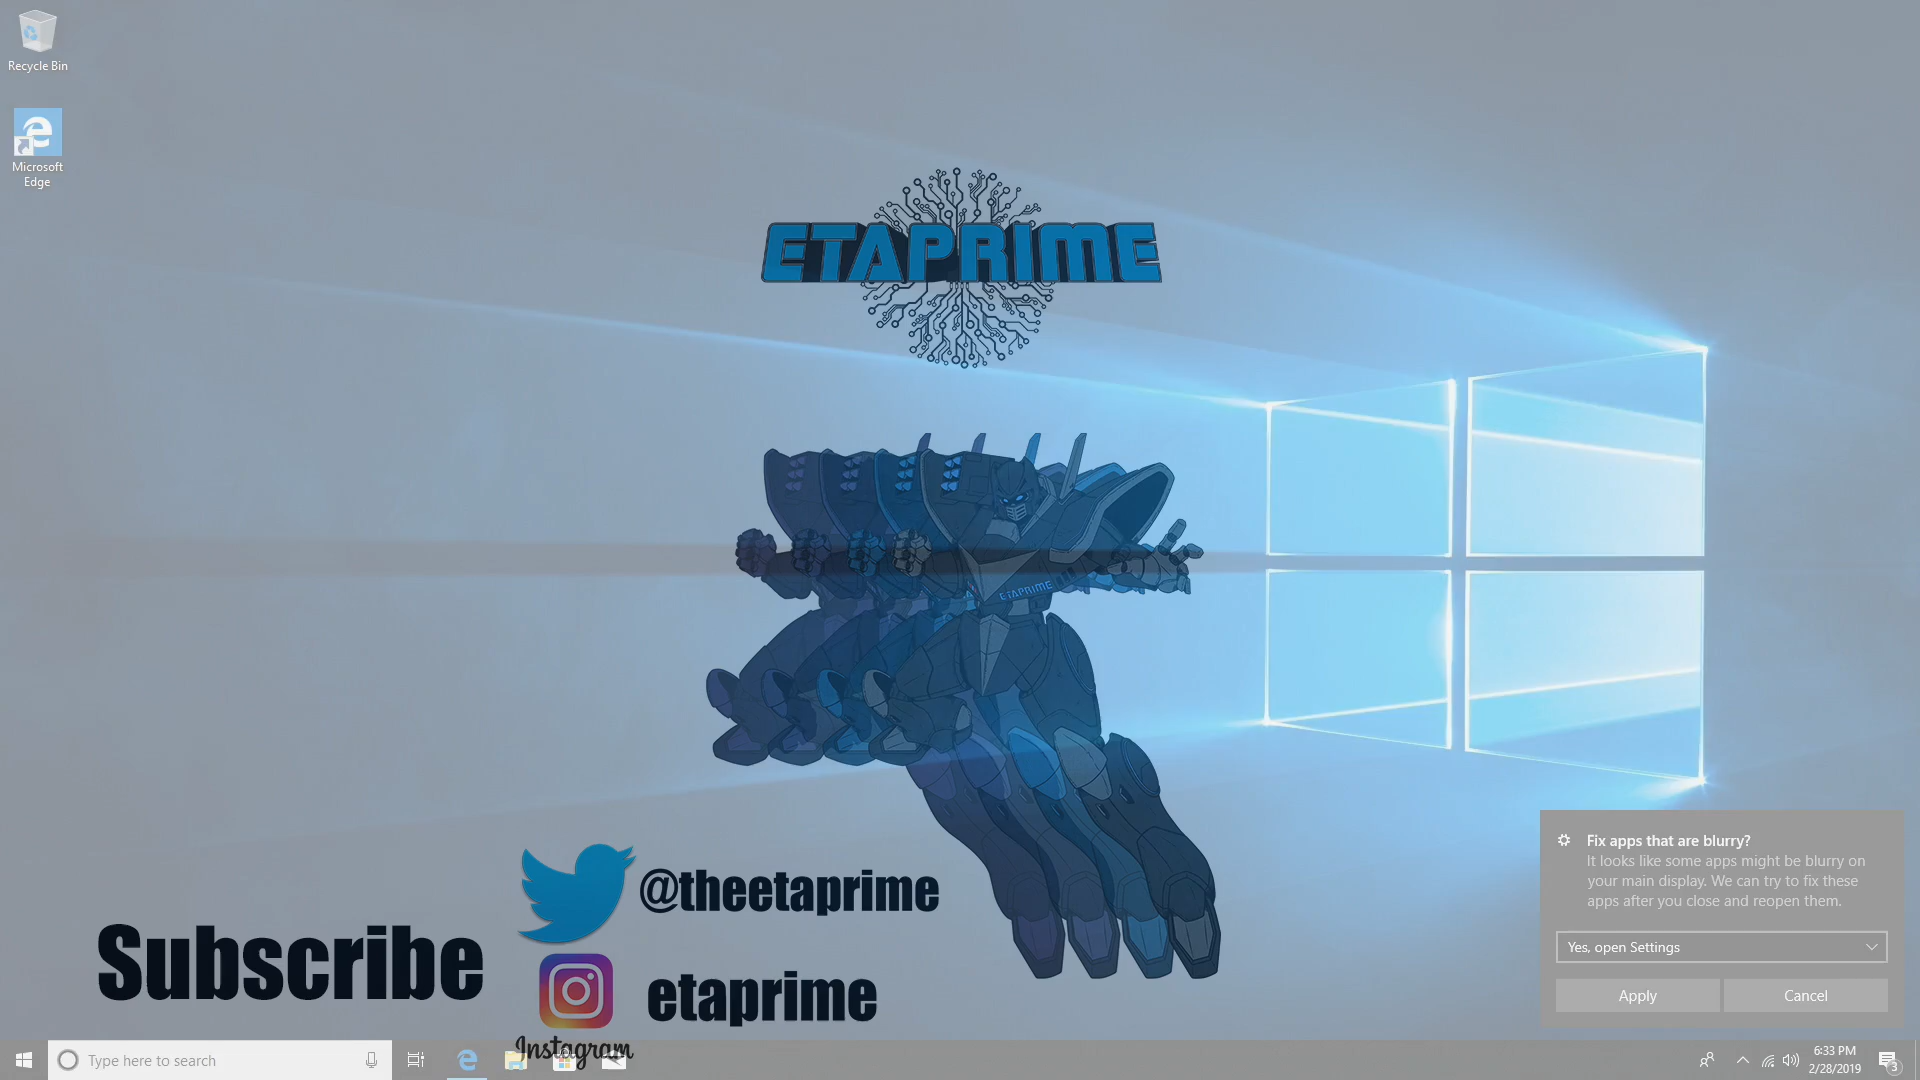 Recycle Bin
Microsoft
Edge
ETAPRIME
ETAPRIME
@theetaprime
Subscribe
etaprime
Instagram
Fix apps that are blurry?
It looks like some apps might be blurry on
your main display. We can try to fix these
apps after you close and reopen them.
Yes, open Settings
Apply
Cancel
Type here to search
6:33 PM
2/28/2019
3